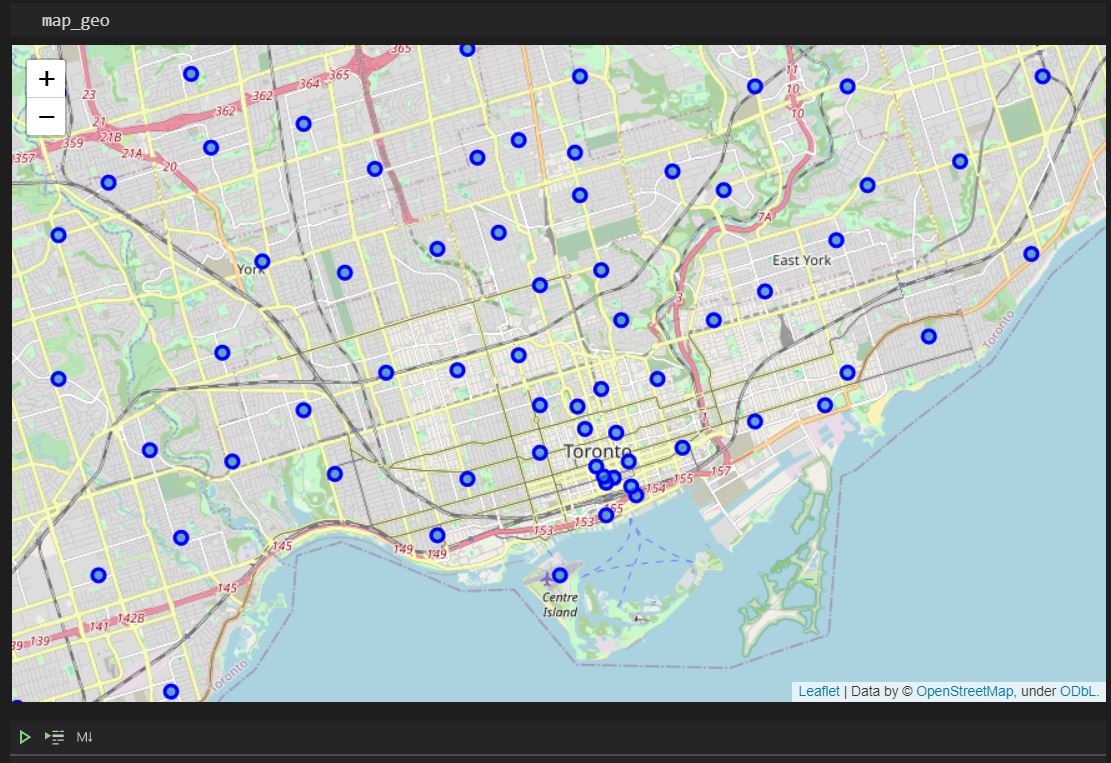 map_geo
+
−
365
365
364
362
362
23
21
21B
359
357
21A
20
11
10
10
7A
York
East York
3
Toronto
1
Toronto
157
155
154
155
153
153
149
149
145
145
142B
141
139
39
Centre
Island
Toronto
Leaflet | Data by © OpenStreetMap, under ODbL.
M↓